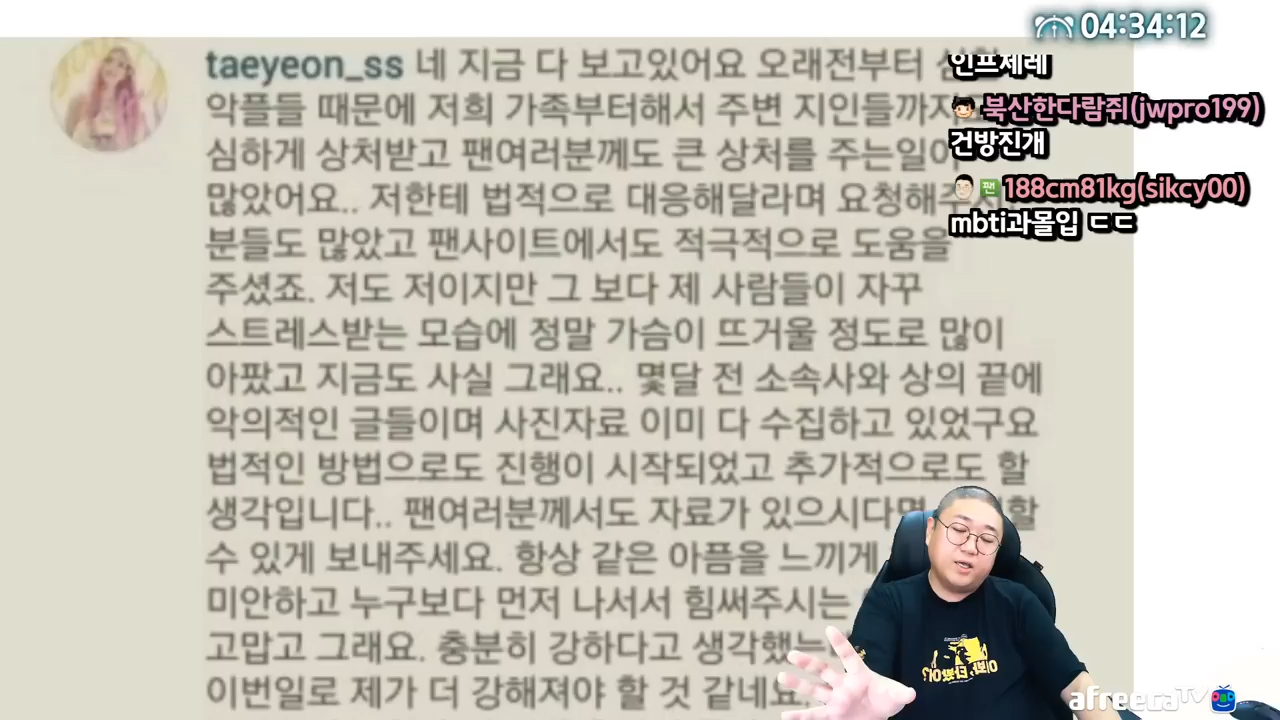 04:34:12
taeyeon_ss 네 지금 다 보고있어요 오래전부터
악플들 때문에 저희 가족부터해서 주변 지인들까지
심하게 상처받고 팬여러분께도 큰 상처를 주는일이
많았어요.. 저한테 법적으로 대응해달라며 요청해주
분들도 많았고 팬사이트에서도 적극적으로 도움을
주셨죠. 저도 저이지만 그 보다 제 사람들이 자꾸
스트레스받는 모습에 정말 가슴이 뜨거울 정도로 많이
아팠고 지금도 사실 그래요.. 몇달 전 소속사와 상의 끝에
악의적인 글들이며 사진자료 이미 다 수집하고 있었구요
법적인 방법으로도 진행이 시작되었고 추가적으로도 할
생각입니다.. 팬여러분께서도 자료가 있으시다면 할
수 있게 보내주세요. 항상 같은 아픔을 느끼게
미안하고 누구보다 먼저 나서서 힘써주시는
고맙고 그래요. 충분히 강하다고 생각했는
이번일로 제가 더 강해져야 할 것 같네요.
인프제레
북산한다람쥐(jwpro199)
건방진개
팬 188cm81kg(sikcy00)
mbti과몰입 ㄷㄷ
afreecaTV